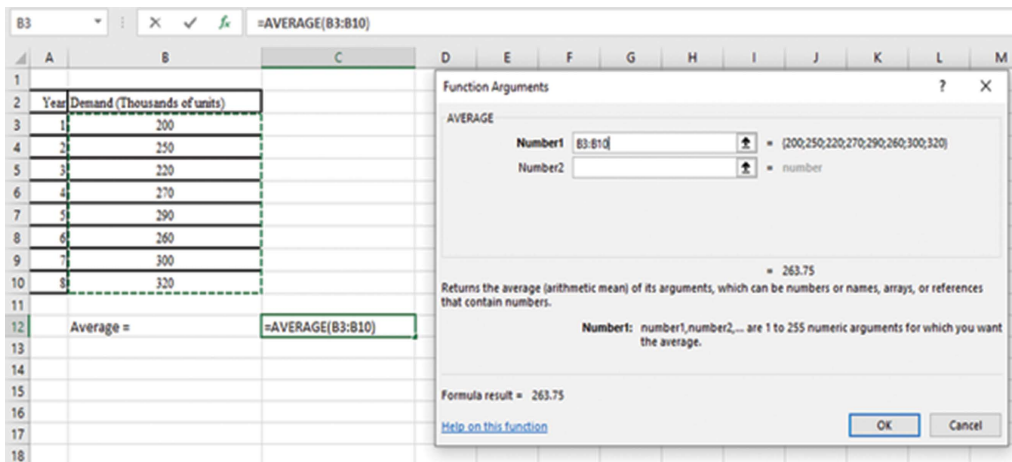 B3 fx =AVERAGE(B3:B10)
A B C D E F G H I J K L M
1
2 Year Demand (Thousands of units)
3 1 200
4 2 250
5 3 220
6 4 270
7 5 290
8 6 260
9 7 300
10 8 320
11
12 Average = =AVERAGE(B3:B10)
13
14
15
16
17
18
Function Arguments ? X
AVERAGE
Number1 B3:B10 = {200;250;220;270;290;260;300;320}
Number2 = number
= 263.75
Returns the average (arithmetic mean) of its arguments, which can be numbers or names, arrays, or references
that contain numbers.
Number1: number1,number2,... are 1 to 255 numeric arguments for which you want
the average.
Formula result = 263.75
Help on this function OK Cancel